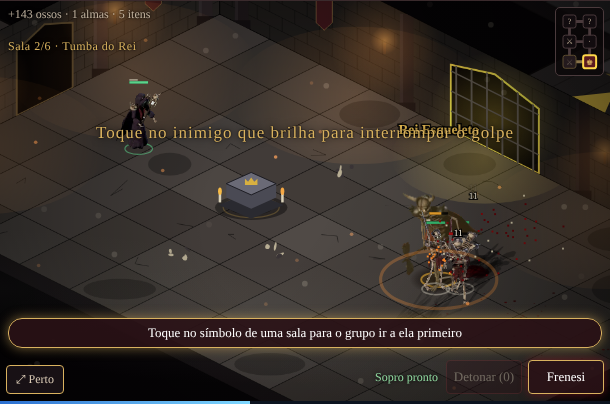 +143 ossos · 1 almas · 5 itens
Sala 2/6 · Tumba do Rei
? ?
Toque no inimigo que brilha para interromper o golpe
Rei Esqueleto
11
11
Toque no símbolo de uma sala para o grupo ir a ela primeiro
Perto
Sopro pronto
Detonar (0)
Frenesi